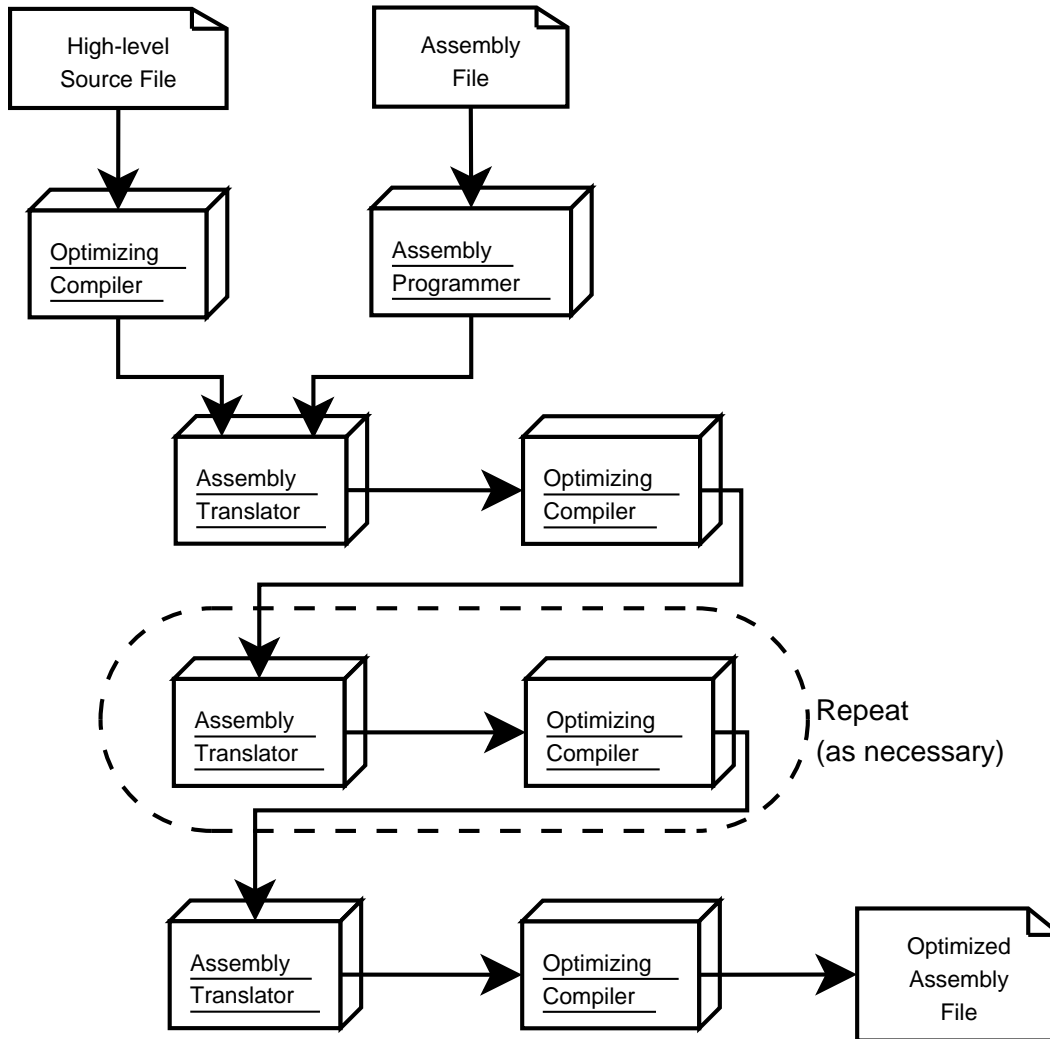 High-level
Source File
Assembly
File
Optimizing
Compiler
Assembly
Programmer
Assembly
Translator
Optimizing
Compiler
Assembly
Translator
Optimizing
Compiler
Repeat
(as necessary)
Assembly
Translator
Optimizing
Compiler
Optimized
Assembly
File